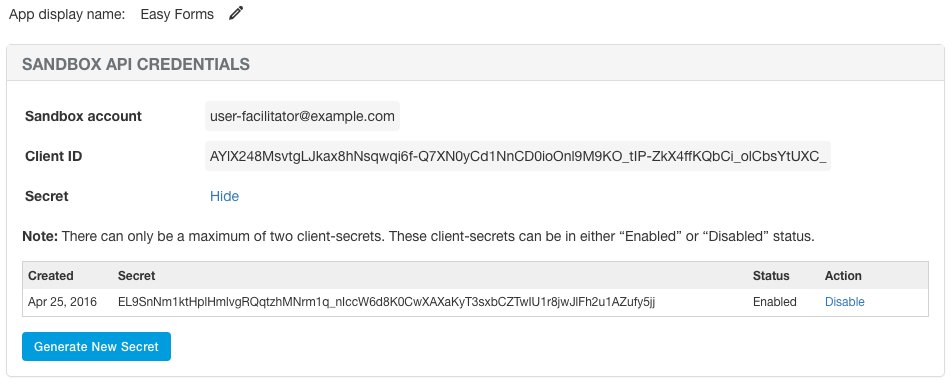 App display name: Easy Forms
SANDBOX API CREDENTIALS
Sandbox account user-facilitator@example.com
Client ID AYlX248MsvtgLJkax8hNsqwqi6f-Q7XN0yCd1NnCD0ioOnl9M9KO_tIP-ZkX4ffKQbCi_olCbsYtUXC_
Secret Hide
Note: There can only be a maximum of two client-secrets. These client-secrets can be in either “Enabled” or “Disabled” status.
Created Secret Status Action
Apr 25, 2016 EL9SnNm1ktHplHmlvgRQqtzhMNrm1q_nIccW6d8K0CwXAXaKyT3sxbCZTwIU1r8jwJlFh2u1AZufy5jj Enabled Disable
Generate New Secret